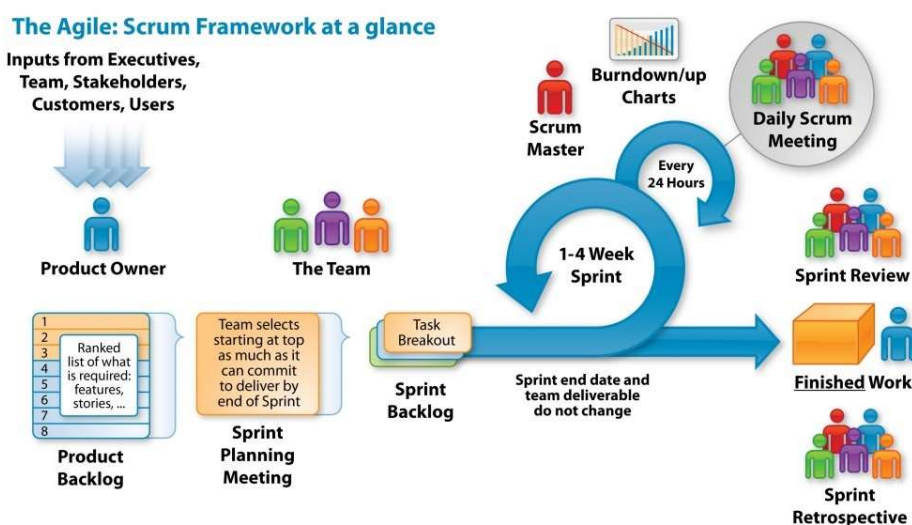 The Agile: Scrum Framework at a glance
Inputs from Executives,
Team, Stakeholders,
Customers, Users
Product Owner
The Team
Scrum
Master
Burndown/up
Charts
Daily Scrum
Meeting
Every
24 Hours
1-4 Week
Sprint
Sprint Review
1
2
3
4
5
6
7
8
Ranked
list of what
is required:
features,
stories, ...
Product
Backlog
Team selects
starting at top
as much as it
can commit
to deliver by
end of Sprint
Sprint
Planning
Meeting
Task
Breakout
Sprint
Backlog
Sprint end date and
team deliverable
do not change
Finished Work
Sprint
Retrospective